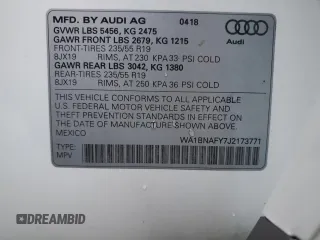 MFD. BY AUDI AG 0418
GVWR LBS 5456, KG 2475
GAWR FRONT LBS 2679, KG 1215
Audi
FRONT-TIRES 235/55 R19
8JX19 RIMS, AT 230 KPA 33 PSI COLD
GAWR REAR LBS 3042, KG 1380
REAR-TIRES 235/55 R19
8JX19 RIMS, AT 250 KPA 36 PSI COLD
THIS VEHICLE CONFORMS TO ALL APPLICABLE
U.S. FEDERAL MOTOR VEHICLE SAFETY AND
THEFT PREVENTION STANDARDS IN EFFECT
ON THE DATE OF MANUFACTURE SHOWN ABOVE.
MEXICO
WA1BNAFY7J2173771
TYPE:
MPV
DREAMBID